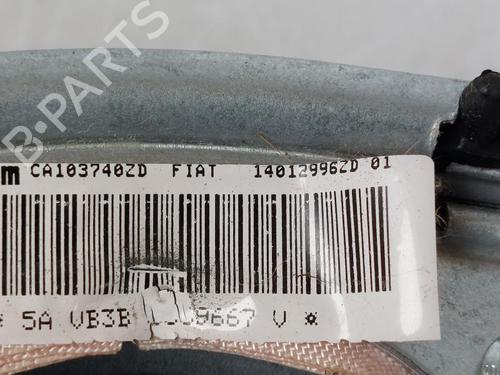 B-PARTS
m CA103740ZD FIAT 14012996ZD 01
* 5A VB3B 9667 V *